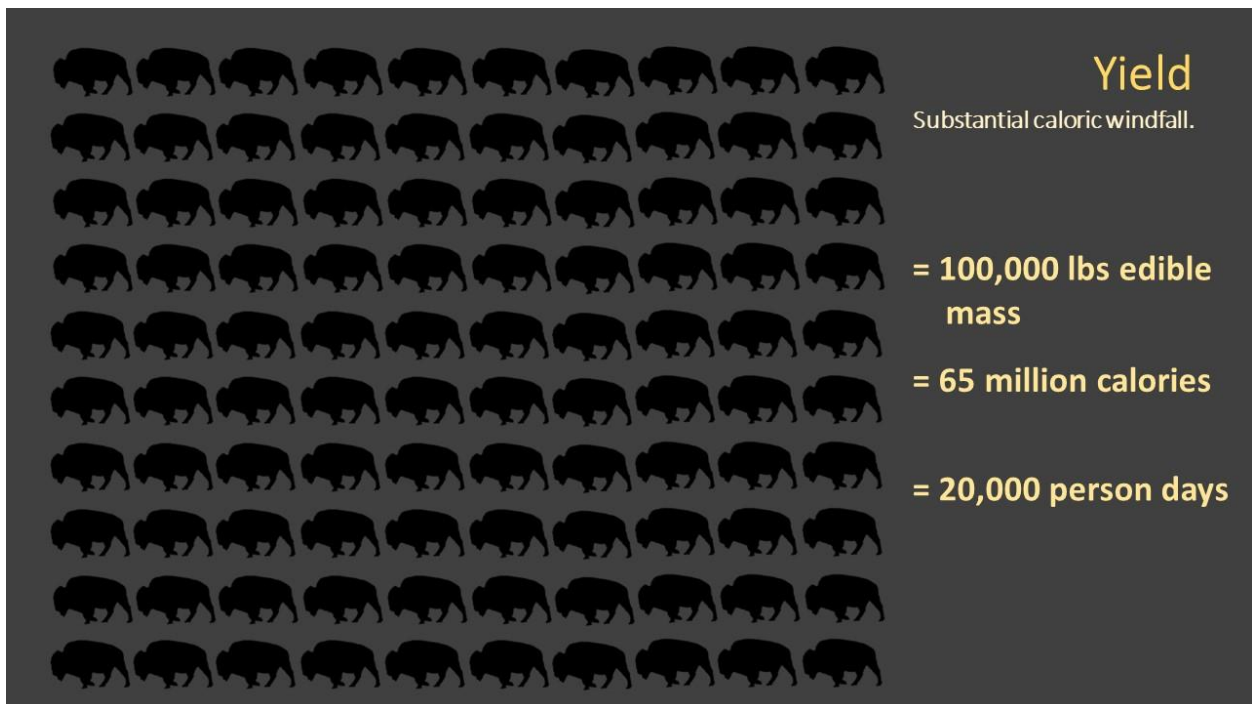 Yield
Substantial caloric windfall.
= 100,000 lbs edible
mass
= 65 million calories
= 20,000 person days